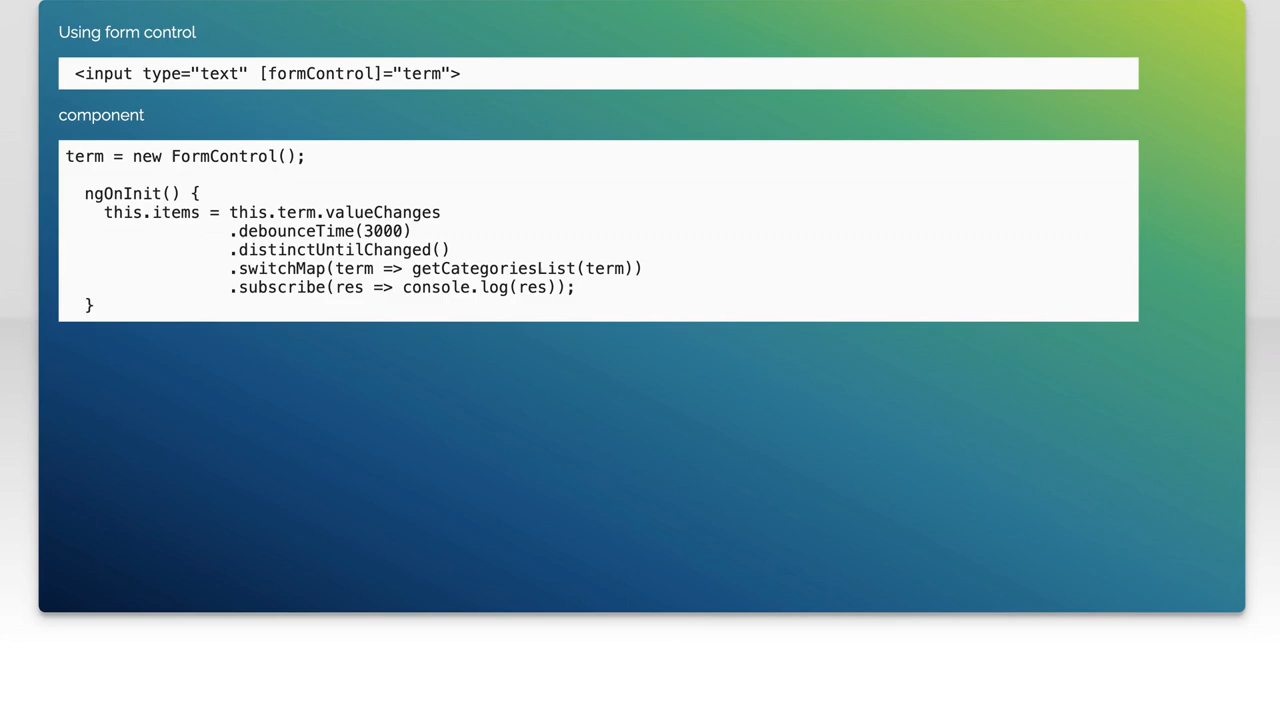 Using form control
<input type="text" [formControl]="term">
component
term = new FormControl();
ngOnInit() {
this.items = this.term.valueChanges
.debounceTime(3000)
.distinctUntilChanged()
.switchMap(term => getCategoriesList(term))
.subscribe(res => console.log(res));
}